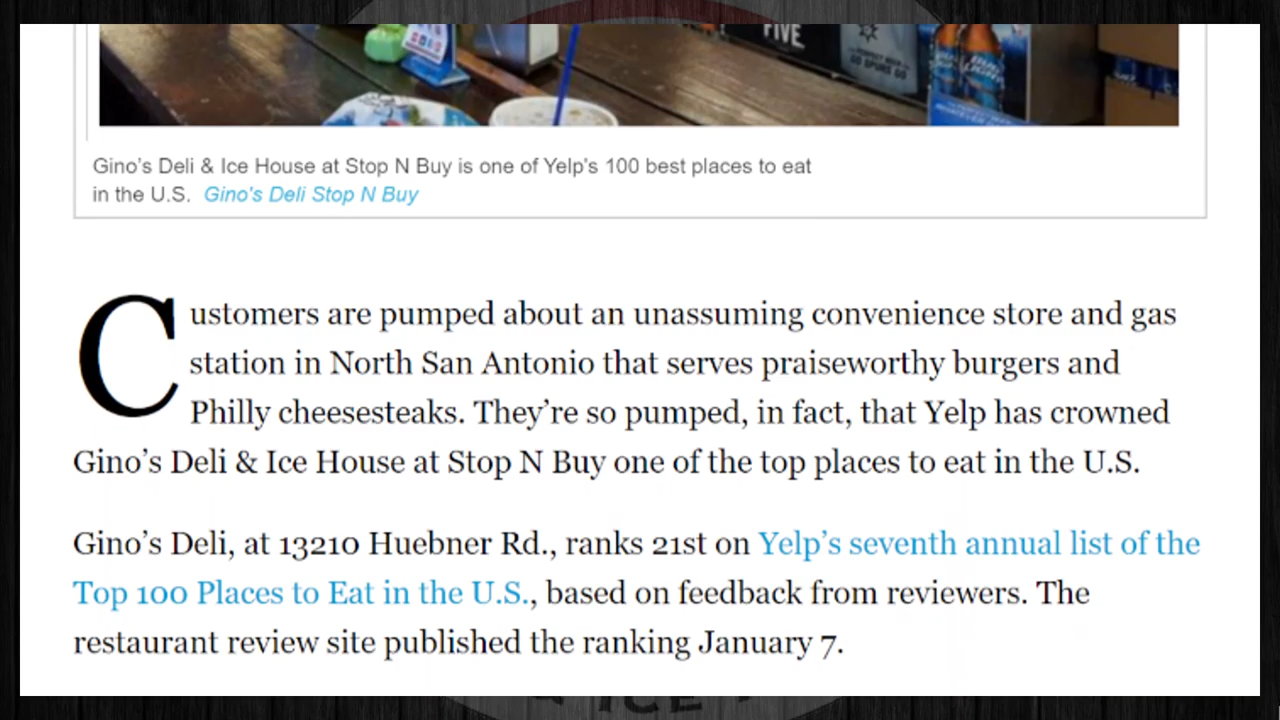 FIVE
GO SPURS GO
Gino's Deli & Ice House at Stop N Buy is one of Yelp's 100 best places to eat
in the U.S. Gino's Deli Stop N Buy
Customers are pumped about an unassuming convenience store and gas
station in North San Antonio that serves praiseworthy burgers and
Philly cheesesteaks. They’re so pumped, in fact, that Yelp has crowned
Gino’s Deli & Ice House at Stop N Buy one of the top places to eat in the U.S.
Gino’s Deli, at 13210 Huebner Rd., ranks 21st on Yelp’s seventh annual list of the
Top 100 Places to Eat in the U.S., based on feedback from reviewers. The
restaurant review site published the ranking January 7.
ICE